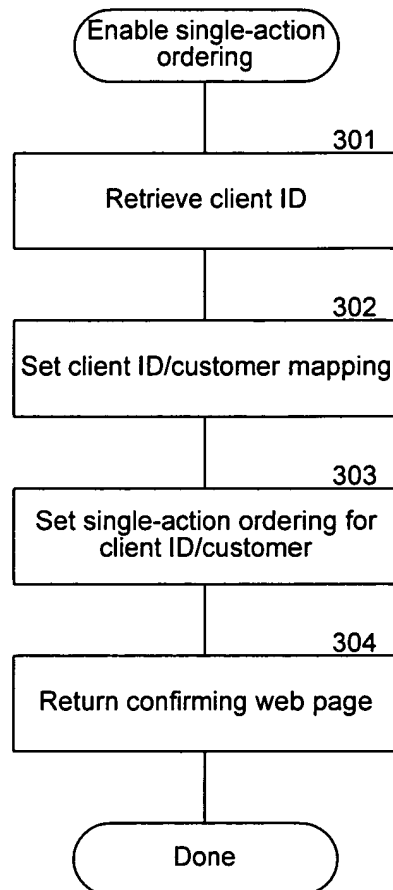 Enable single-action
ordering
301
Retrieve client ID
302
Set client ID/customer mapping
303
Set single-action ordering for
client ID/customer
304
Return confirming web page
Done